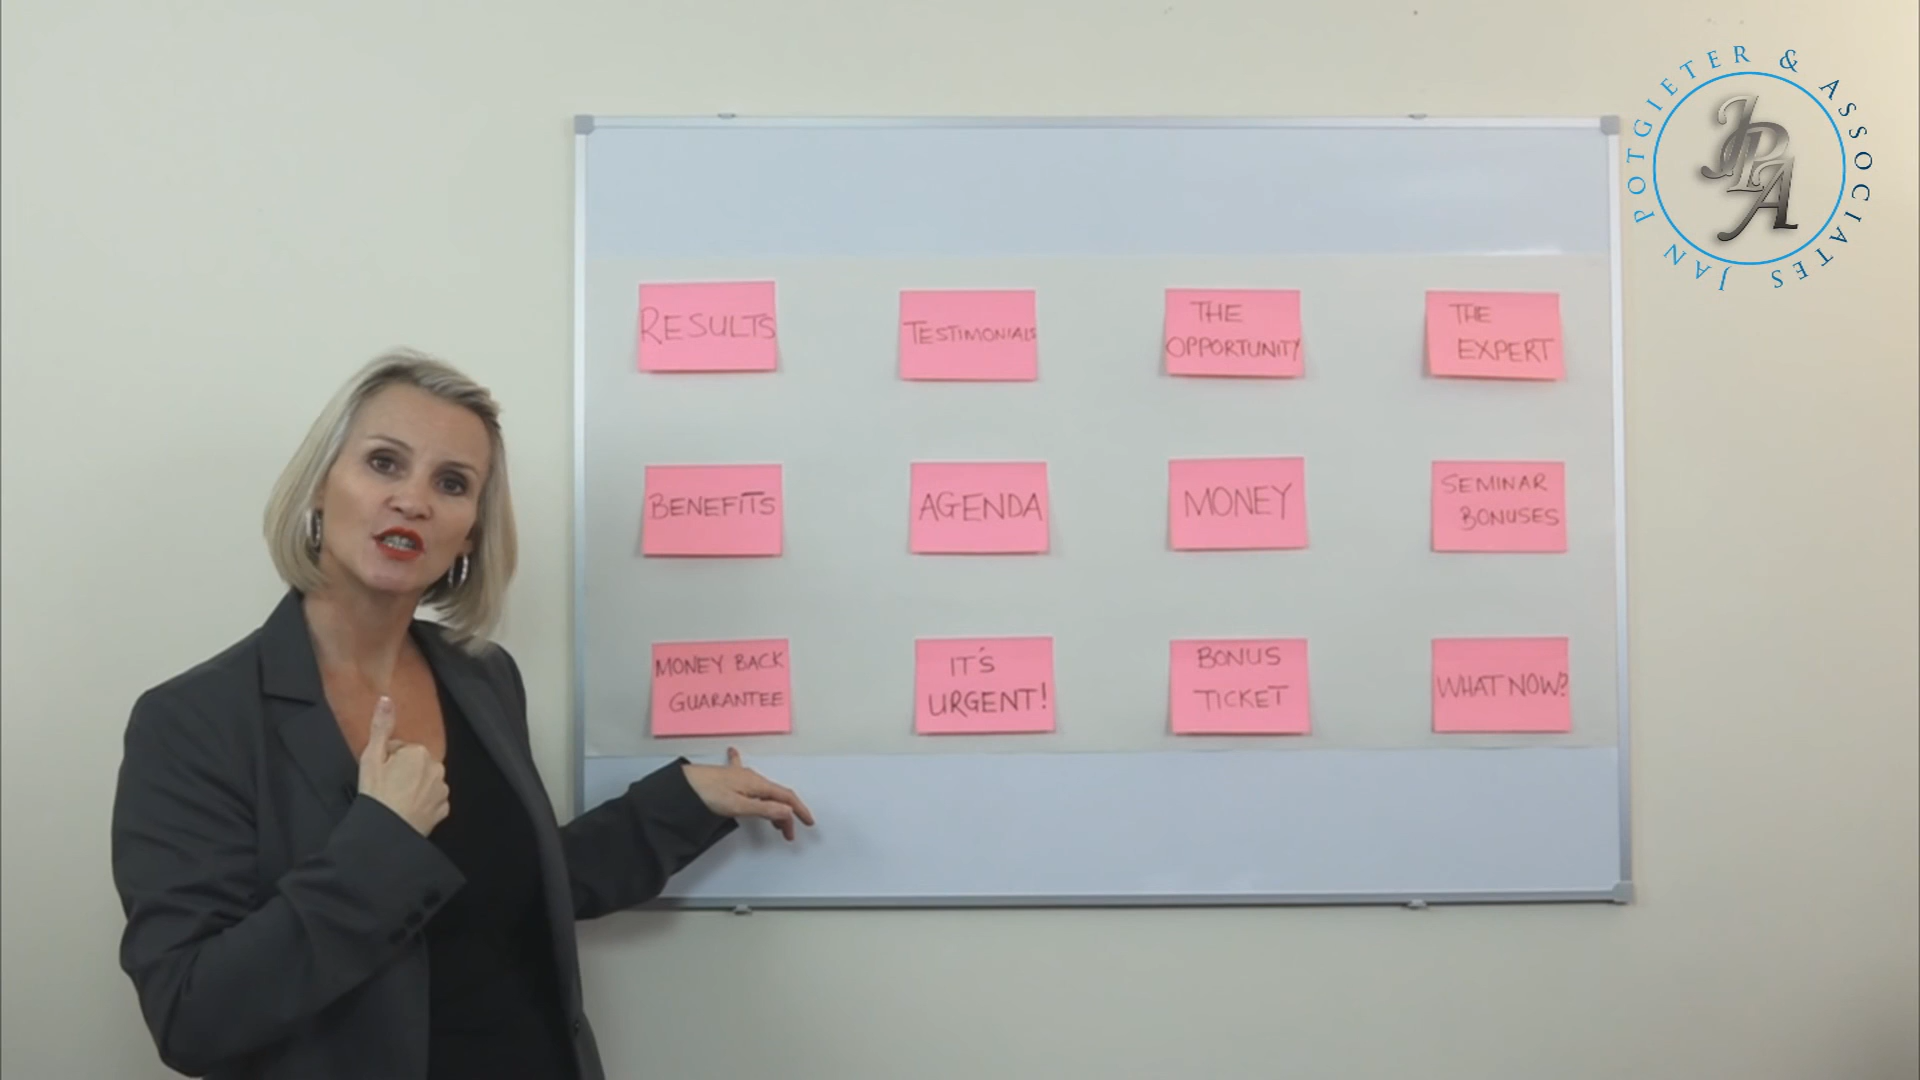 JAN POTGIETER & ASSOCIATES
JPA
RESULTS
TESTIMONIALS
THE
OPPORTUNITY
THE
EXPERT
BENEFITS
AGENDA
MONEY
SEMINAR
BONUSES
MONEY BACK
GUARANTEE
IT'S
URGENT!
BONUS
TICKET
WHAT NOW?